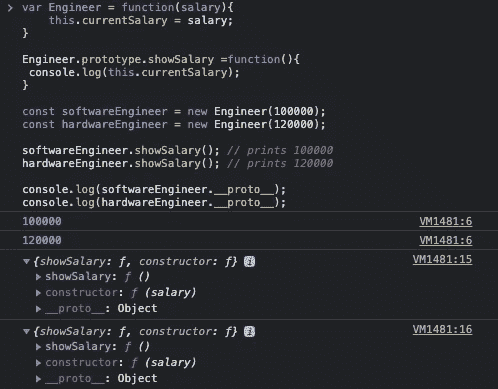 > var Engineer = function(salary){
this.currentSalary = salary;
}
Engineer.prototype.showSalary =function(){
console.log(this.currentSalary);
}
const softwareEngineer = new Engineer(100000);
const hardwareEngineer = new Engineer(120000);
softwareEngineer.showSalary(); // prints 100000
hardwareEngineer.showSalary(); // prints 120000
console.log(softwareEngineer.__proto__);
console.log(hardwareEngineer.__proto__);
100000 VM1481:6
120000 VM1481:6
▼{showSalary: ƒ, constructor: ƒ} i VM1481:15
▶showSalary: ƒ ()
▶constructor: ƒ (salary)
▶__proto__: Object
▼{showSalary: ƒ, constructor: ƒ} i VM1481:16
▶showSalary: ƒ ()
▶constructor: ƒ (salary)
▶__proto__: Object